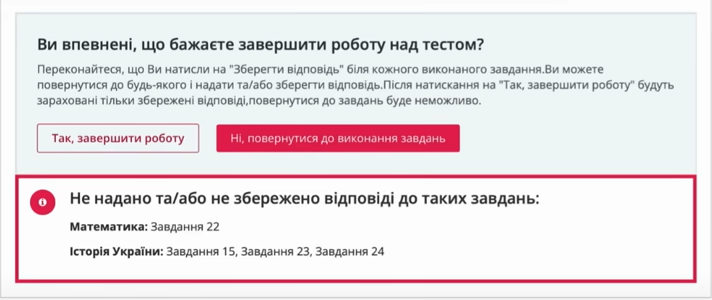 Ви впевнені, що бажаєте завершити роботу над тестом?
Переконайтеся, що Ви натисли на "Зберегти відповідь" біля кожного виконаного завдання.Ви можете
повернутися до будь-якого і надати та/або зберегти відповідь.Після натискання на "Так, завершити роботу" будуть
зараховані тільки збережені відповіді,повернутися до завдань буде неможливо.
Так, завершити роботу
Ні, повернутися до виконання завдань
Не надано та/або не збережено відповіді до таких завдань:
Математика: Завдання 22
Історія України: Завдання 15, Завдання 23, Завдання 24